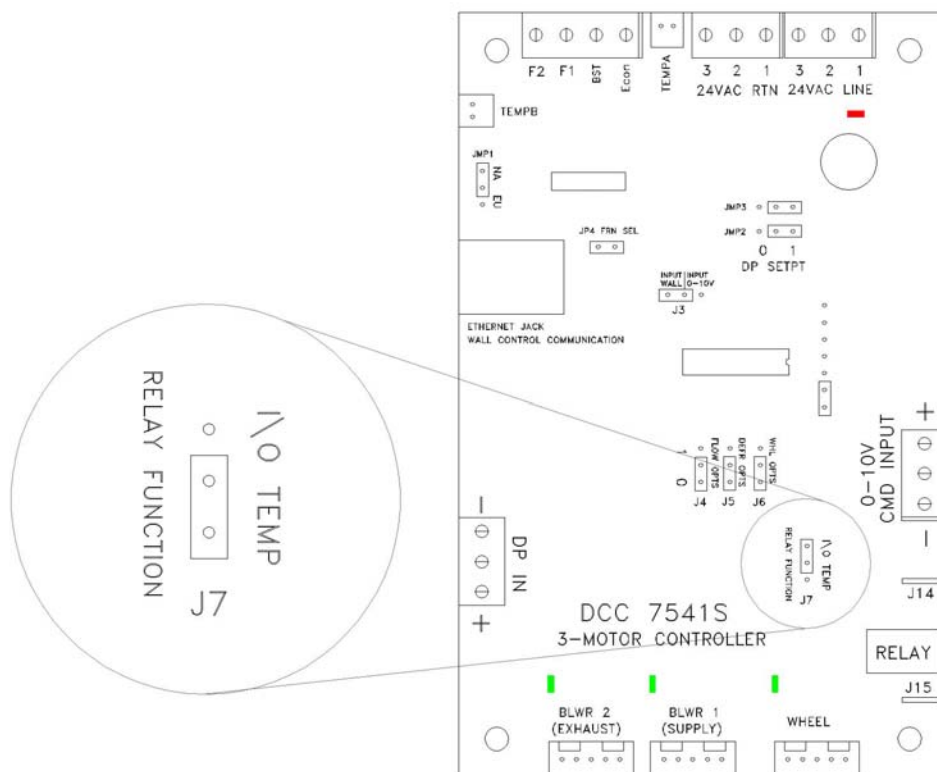 F2 F1 BST Econ
TEMPA
3 2 1
24VAC RTN
3 2 1
24VAC LINE
TEMPB
JMP1
NA
EU
JP4 FRN SEL
JMP3
JMP2
0 1
DP SETPT
INPUT WALL
INPUT 0-10V
J3
ETHERNET JACK
WALL CONTROL COMMUNICATION
RELAY FUNCTION
I\O TEMP
J7
1
0
FLOW OPTS
DEFR OPTS
WHL OPTS
J4 J5 J6
+
0-10V
CMD INPUT
-
-
DP IN
+
RELAY FUNCTION
I\O TEMP
J7
J14
DCC 7541S
3-MOTOR CONTROLLER
RELAY
J15
BLWR 2
(EXHAUST)
BLWR 1
(SUPPLY)
WHEEL